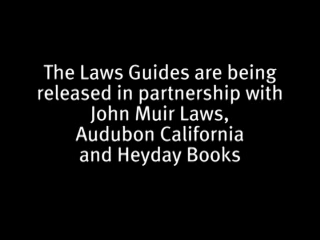 The Laws Guides are being
released in partnership with
John Muir Laws,
Audubon California
and Heyday Books